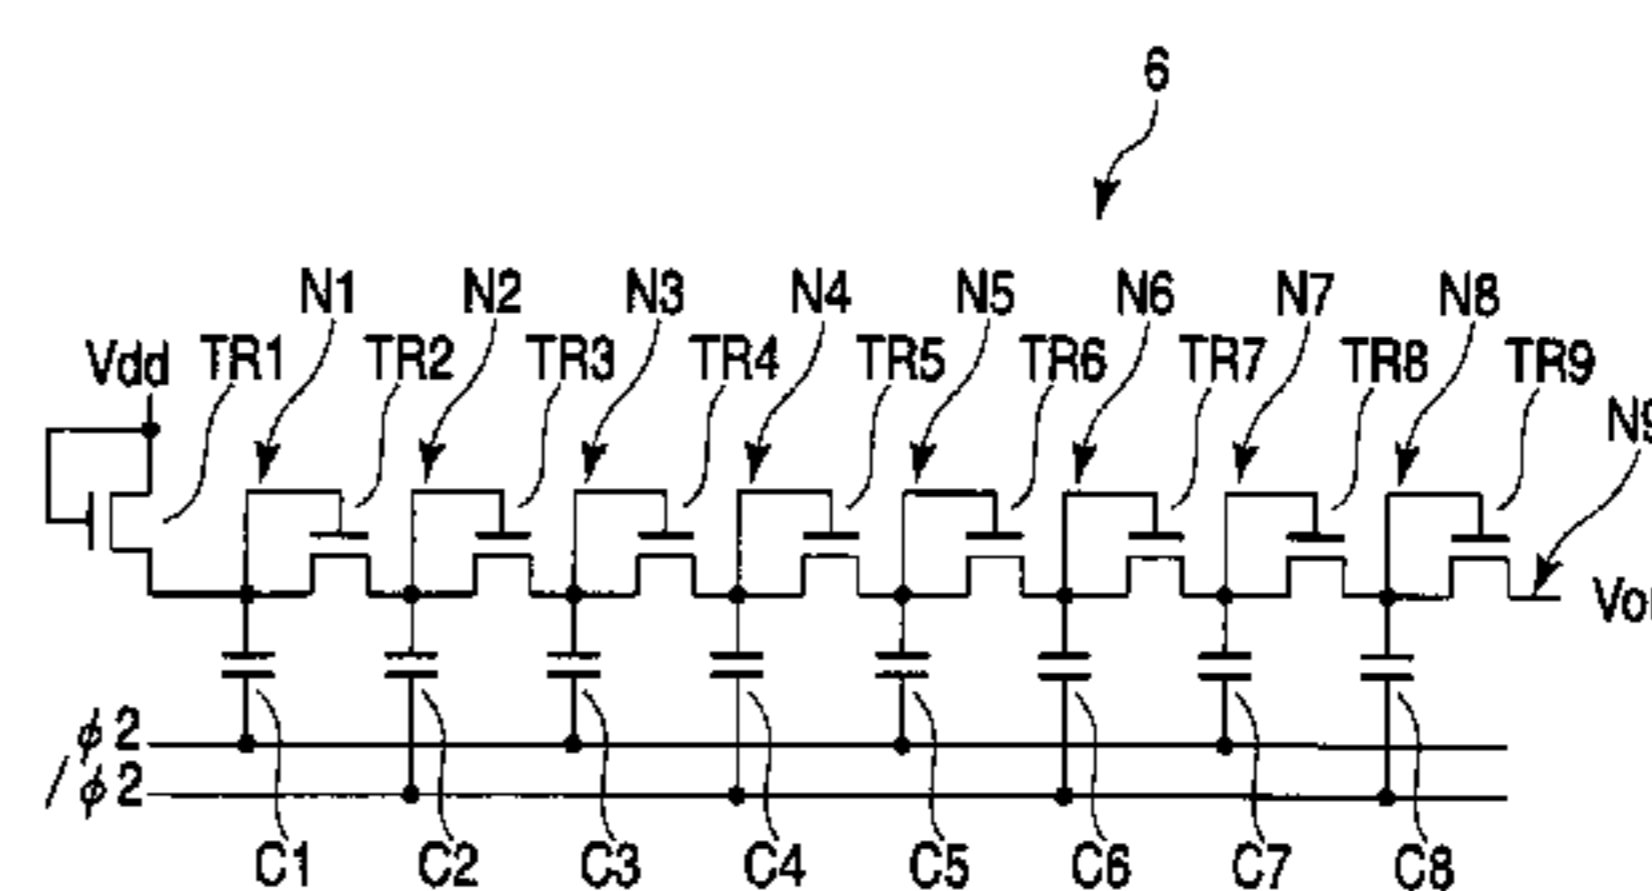 6
N1 N2 N3 N4 N5 N6 N7 N8
Vdd TR1 TR2 TR3 TR4 TR5 TR6 TR7 TR8 TR9
N9
ϕ2
/ϕ2
C1 C2 C3 C4 C5 C6 C7 C8